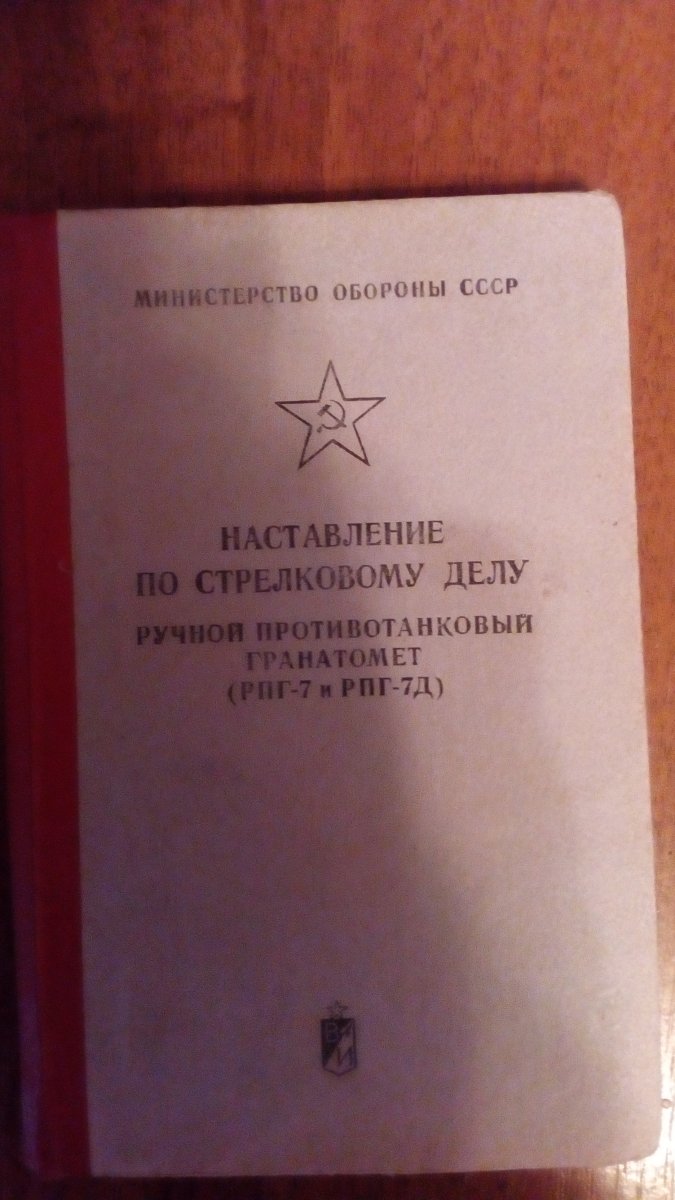 МИНИСТЕРСТВО ОБОРОНЫ СССР
НАСТАВЛЕНИЕ
ПО СТРЕЛКОВОМУ ДЕЛУ
РУЧНОЙ ПРОТИВОТАНКОВЫЙ
ГРАНАТОМЕТ
(РПГ-7 и РПГ-7Д)
В
И